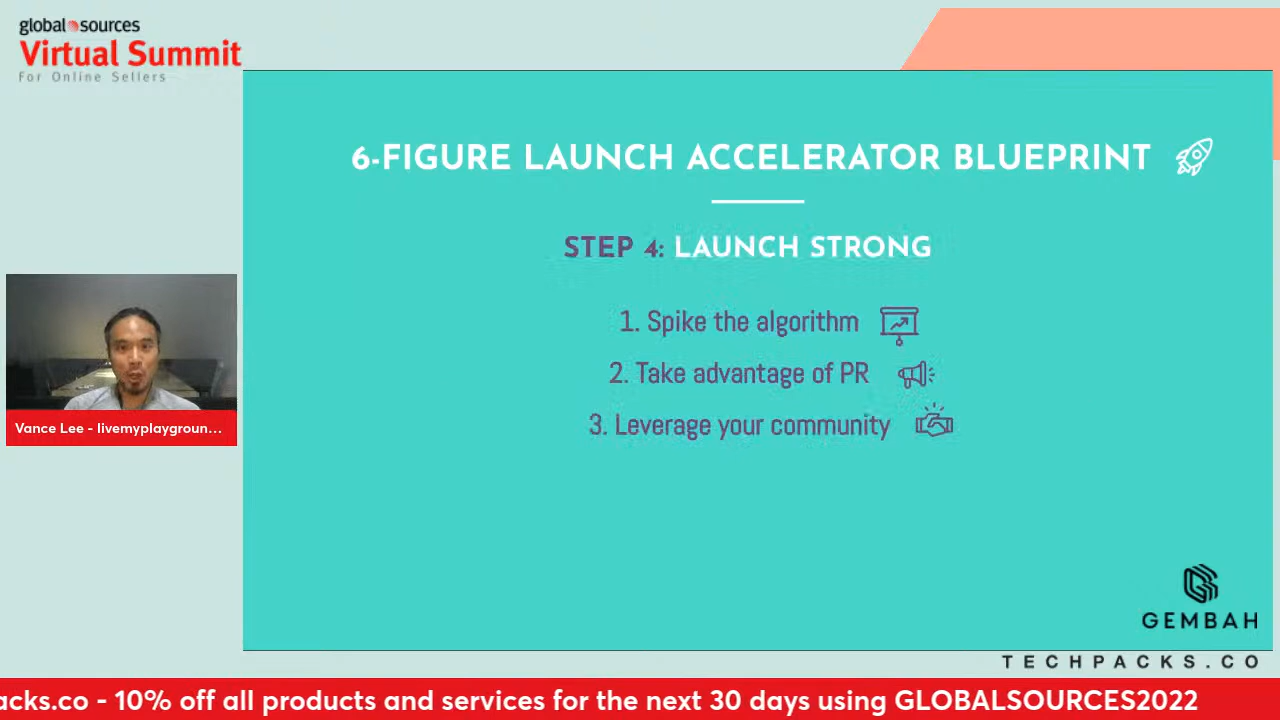 global sources
Virtual Summit
For Online Sellers
6-FIGURE LAUNCH ACCELERATOR BLUEPRINT
STEP 4: LAUNCH STRONG
1. Spike the algorithm
2. Take advantage of PR
3. Leverage your community
Vance Lee - livemyplaygroun...
GEMBAH
TECHPACKS.CO
acks.co - 10% off all products and services for the next 30 days using GLOBALSOURCES2022